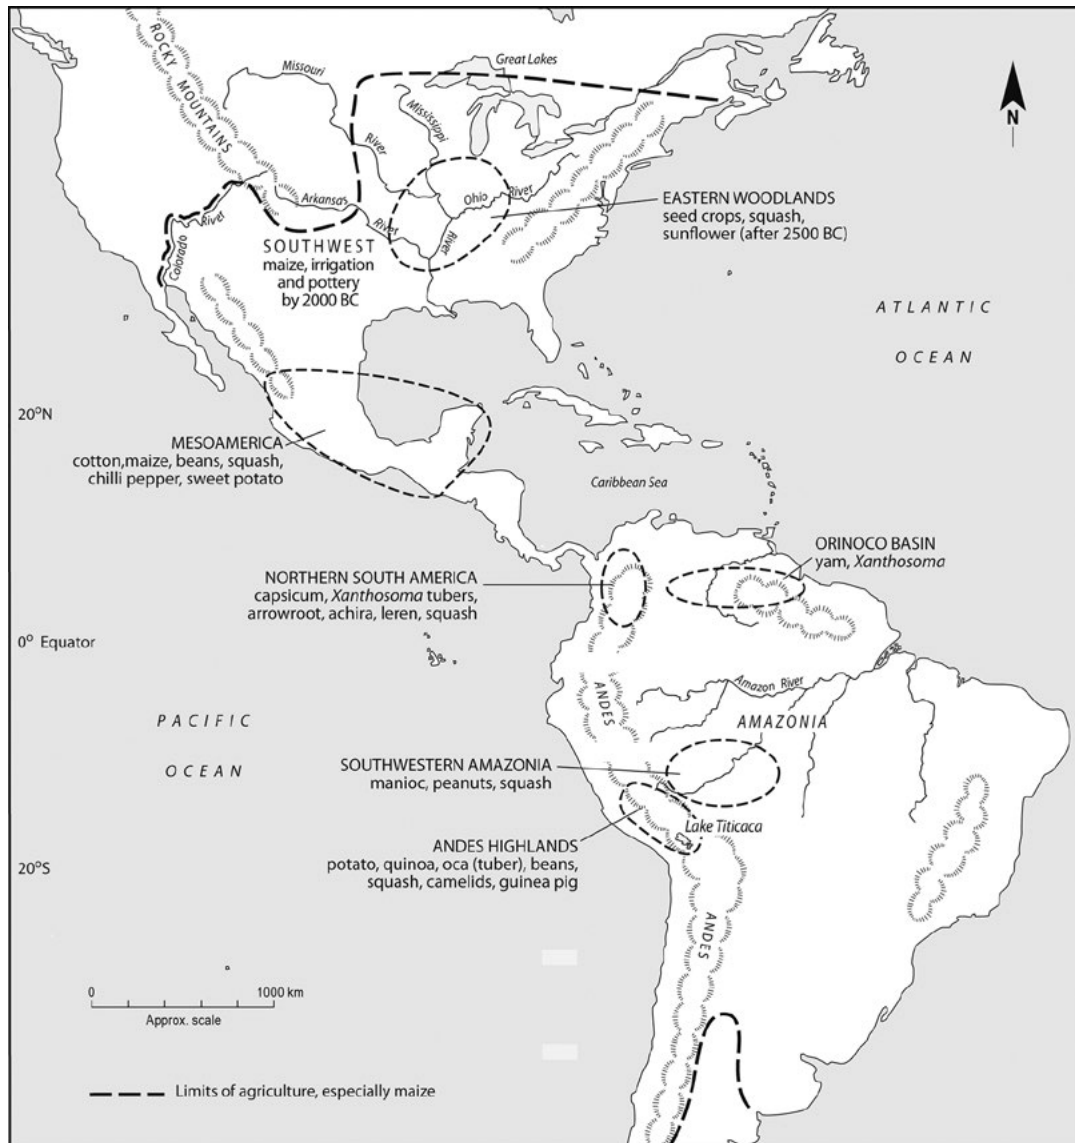 ROCKY MOUNTAINS
Missouri
River
Great Lakes
Mississippi
N
Arkansas
River
Ohio River
River
Colorado
River
EASTERN WOODLANDS
seed crops, squash,
sunflower (after 2500 BC)
SOUTHWEST
maize, irrigation
and pottery
by 2000 BC
ATLANTIC
OCEAN
20°N
MESOAMERICA
cotton,maize, beans, squash,
chilli pepper, sweet potato
Caribbean Sea
ORINOCO BASIN
yam, Xanthosoma
NORTHERN SOUTH AMERICA
capsicum, Xanthosoma tubers,
arrowroot, achira, leren, squash
0° Equator
ANDES
Amazon River
AMAZONIA
PACIFIC
OCEAN
SOUTHWESTERN AMAZONIA
manioc, peanuts, squash
Lake Titicaca
ANDES HIGHLANDS
potato, quinoa, oca (tuber), beans,
squash, camelids, guinea pig
20°S
ANDES
0 1000 km
Approx. scale
Limits of agriculture, especially maize